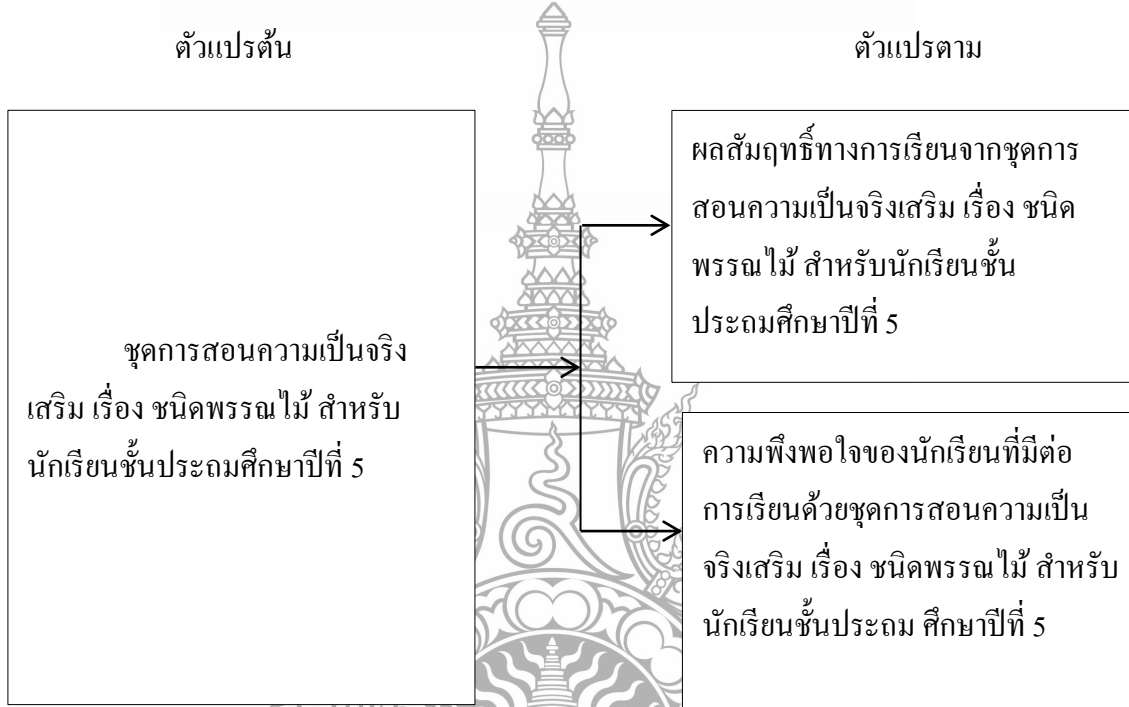 ตัวแปรต้น
ตัวแปรตาม
ชุดการสอนความเป็นจริง
เสริม เรื่อง ชนิดพรรณไม้ สำหรับ
นักเรียนชั้นประถมศึกษาปีที่ 5
ผลสัมฤทธิ์ทางการเรียนจากชุดการ
สอนความเป็นจริงเสริม เรื่อง ชนิด
พรรณไม้ สำหรับนักเรียนชั้น
ประถมศึกษาปีที่ 5
ความพึงพอใจของนักเรียนที่มีต่อ
การเรียนด้วยชุดการสอนความเป็น
จริงเสริม เรื่อง ชนิดพรรณไม้ สำหรับ
นักเรียนชั้นประถม ศึกษาปีที่ 5